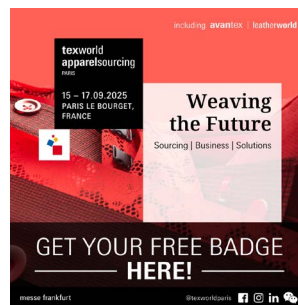 including avantex | leatherworld
texworld
apparelsourcing
PARIS
15 – 17.09.2025
PARIS LE BOURGET,
FRANCE
Weaving
the Future
Sourcing | Business | Solutions
GET YOUR FREE BADGE
HERE!
messe frankfurt
@texworldparis